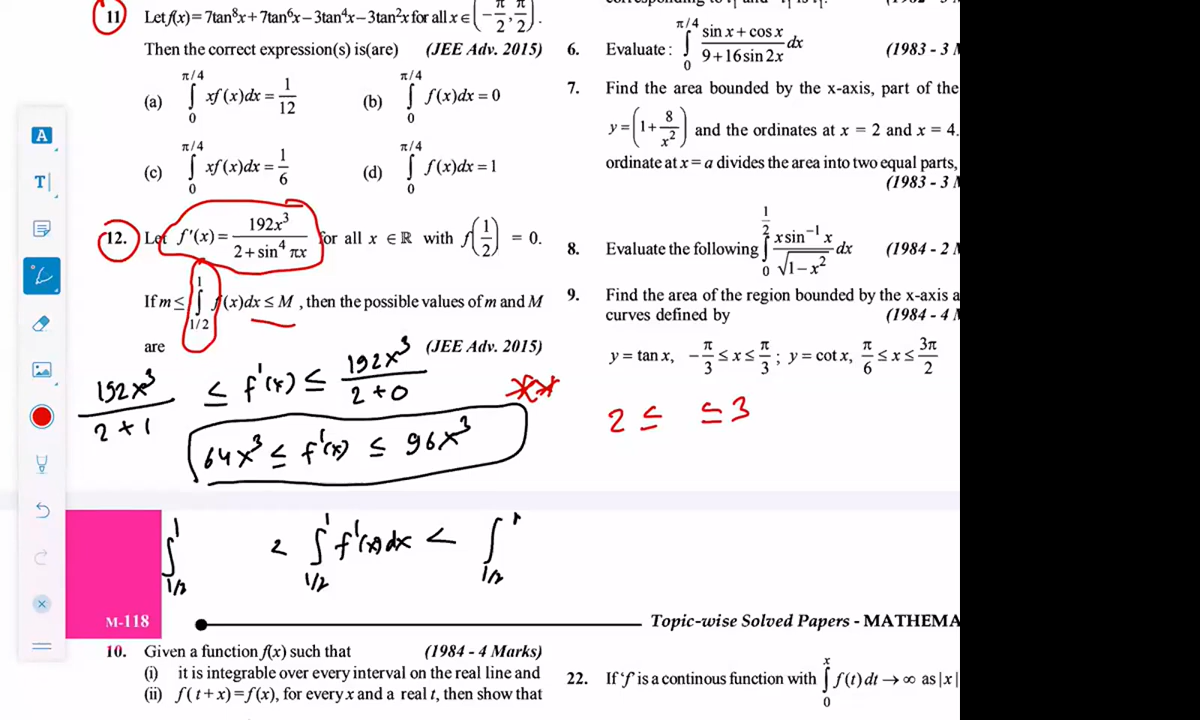 11 Let f(x) = 7tan⁸x + 7tan⁶x – 3tan⁴x – 3tan²x for all x ∈ (–π/2, π/2).
Then the correct expression(s) is(are) (JEE Adv. 2015)
(a) ∫₀^{π/4} xf(x)dx = 1/12 (b) ∫₀^{π/4} f(x)dx = 0
(c) ∫₀^{π/4} xf(x)dx = 1/6 (d) ∫₀^{π/4} f(x)dx = 1
12. Let f'(x) = 192x³/(2 + sin⁴ πx) for all x ∈ ℝ with f(1/2) = 0.
If m ≤ ∫_{1/2}^{1} f(x)dx ≤ M , then the possible values of m and M
are (JEE Adv. 2015)
192x³/(2+1) ≤ f'(x) ≤ 192x³/(2+0)
64x³ ≤ f'(x) ≤ 96x³
∫_{1/2}^{1} < ∫_{1/2}^{1} f'(x)dx < ∫_{1/2}
M-118
10. Given a function f(x) such that (1984 - 4 Marks)
(i) it is integrable over every interval on the real line and
(ii) f(t+x) = f(x), for every x and a real t, then show that
6. Evaluate : ∫₀^{π/4} (sin x + cos x)/(9 + 16 sin 2x) dx (1983 - 3 M
7. Find the area bounded by the x-axis, part of the
y = (1 + 8/x²) and the ordinates at x = 2 and x = 4.
ordinate at x = a divides the area into two equal parts,
(1983 - 3 M
8. Evaluate the following ∫₀^{1/2} (x sin⁻¹ x)/√(1–x²) dx (1984 - 2 M
9. Find the area of the region bounded by the x-axis a
curves defined by (1984 - 4 M
y = tan x, –π/3 ≤ x ≤ π/3 ; y = cot x, π/6 ≤ x ≤ 3π/2
2 ≤ ≤ 3
Topic-wise Solved Papers - MATHEMA
22. If 'f' is a continous function with ∫₀^{x} f(t) dt → ∞ as |x|
A
T